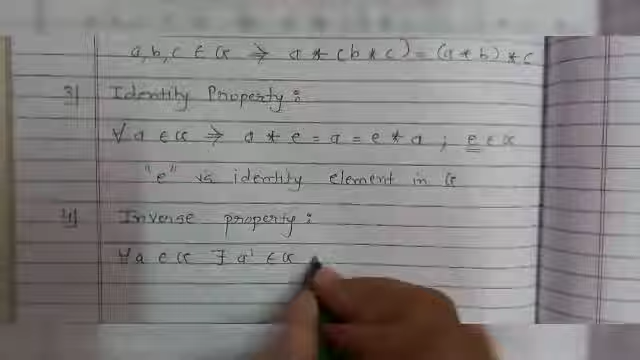 a, b, c ∈ G ⇒ a * (b * c) = (a * b) * c
3) Identity Property :
∀ a ∈ G ⇒ a * e = a = e * a ; e ∈ G
"e" is identity element in G
4) Inverse property :
∀ a ∈ G ∃ a' ∈ G